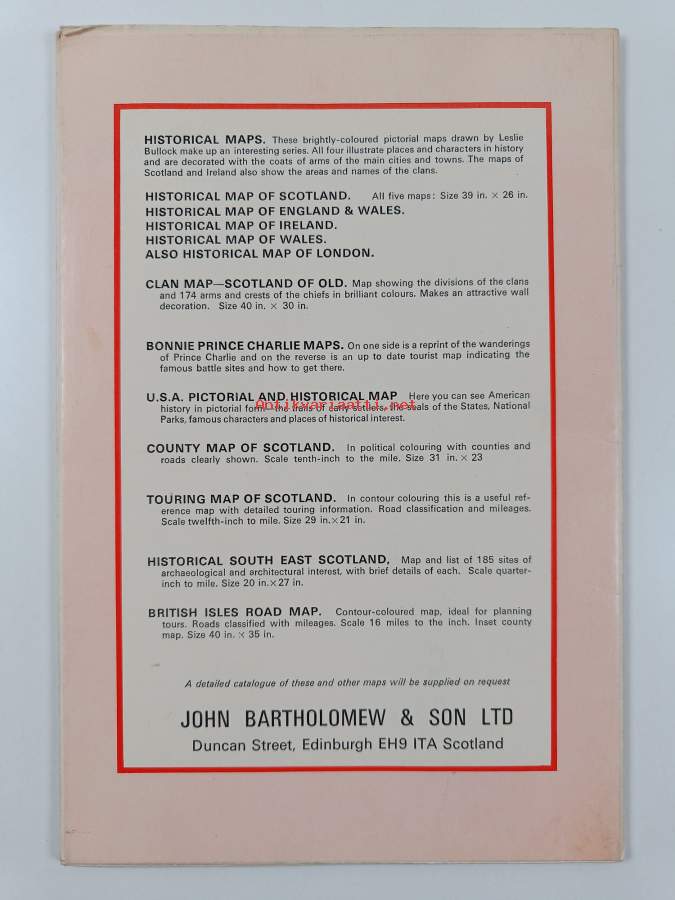 HISTORICAL MAPS. These brightly-coloured pictorial maps drawn by Leslie
Bullock make up an interesting series. All four illustrate places and characters in history
and are decorated with the coats of arms of the main cities and towns. The maps of
Scotland and Ireland also show the areas and names of the clans.
HISTORICAL MAP OF SCOTLAND. All five maps: Size 39 in. × 26 in.
HISTORICAL MAP OF ENGLAND & WALES.
HISTORICAL MAP OF IRELAND.
HISTORICAL MAP OF WALES.
ALSO HISTORICAL MAP OF LONDON.
CLAN MAP—SCOTLAND OF OLD. Map showing the divisions of the clans
and 174 arms and crests of the chiefs in brilliant colours. Makes an attractive wall
decoration. Size 40 in. × 30 in.
BONNIE PRINCE CHARLIE MAPS. On one side is a reprint of the wanderings
of Prince Charlie and on the reverse is an up to date tourist map indicating the
famous battle sites and how to get there.
U.S.A. PICTORIAL AND HISTORICAL MAP Here you can see American
history in pictorial form—the trails of early settlers, the seals of the States, National
Antikvariaatti.net
Parks, famous characters and places of historical interest.
COUNTY MAP OF SCOTLAND. In political colouring with counties and
roads clearly shown. Scale tenth-inch to the mile. Size 31 in. × 23
TOURING MAP OF SCOTLAND. In contour colouring this is a useful ref-
erence map with detailed touring information. Road classification and mileages.
Scale twelfth-inch to mile. Size 29 in.×21 in.
HISTORICAL SOUTH EAST SCOTLAND, Map and list of 185 sites of
archaeological and architectural interest, with brief details of each. Scale quarter-
inch to mile. Size 20 in.×27 in.
BRITISH ISLES ROAD MAP. Contour-coloured map, ideal for planning
tours. Roads classified with mileages. Scale 16 miles to the inch. Inset county
map. Size 40 in. × 35 in.
A detailed catalogue of these and other maps will be supplied on request
JOHN BARTHOLOMEW & SON LTD
Duncan Street, Edinburgh EH9 ITA Scotland